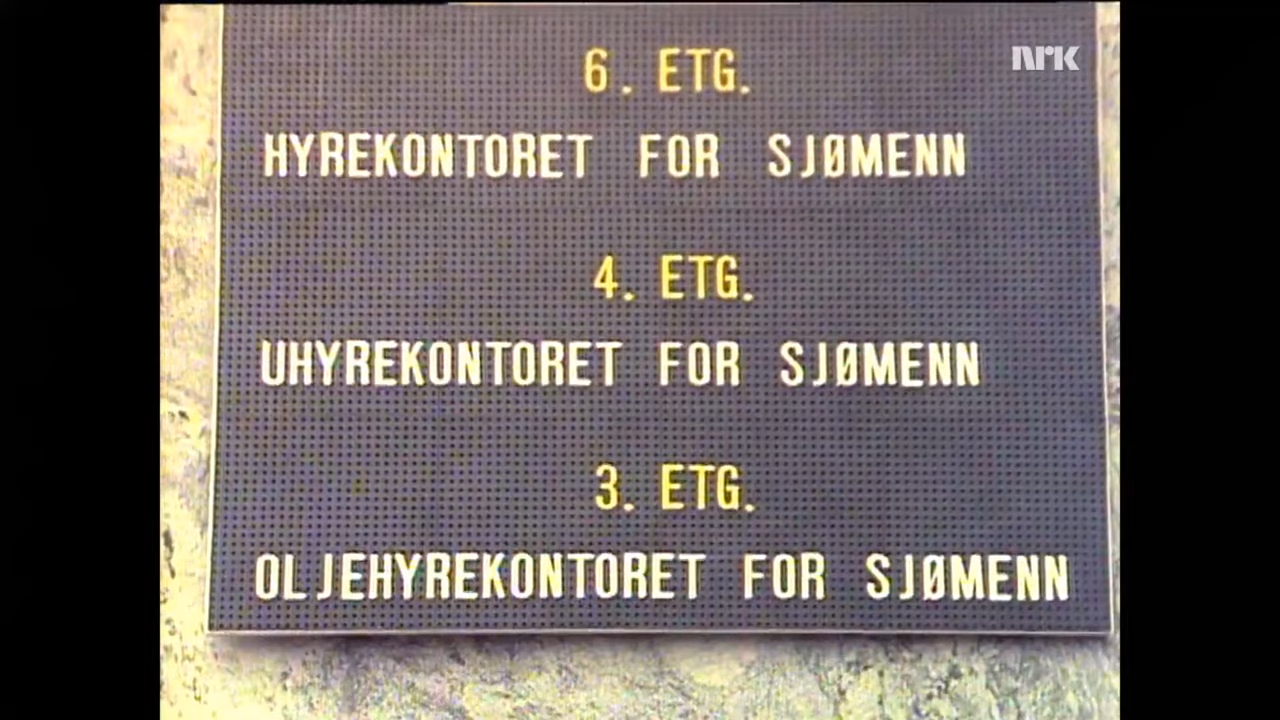 nrk
6. ETG.
HYREKONTORET FOR SJØMENN
4. ETG.
UHYREKONTORET FOR SJØMENN
3. ETG.
OLJEHYREKONTORET FOR SJØMENN